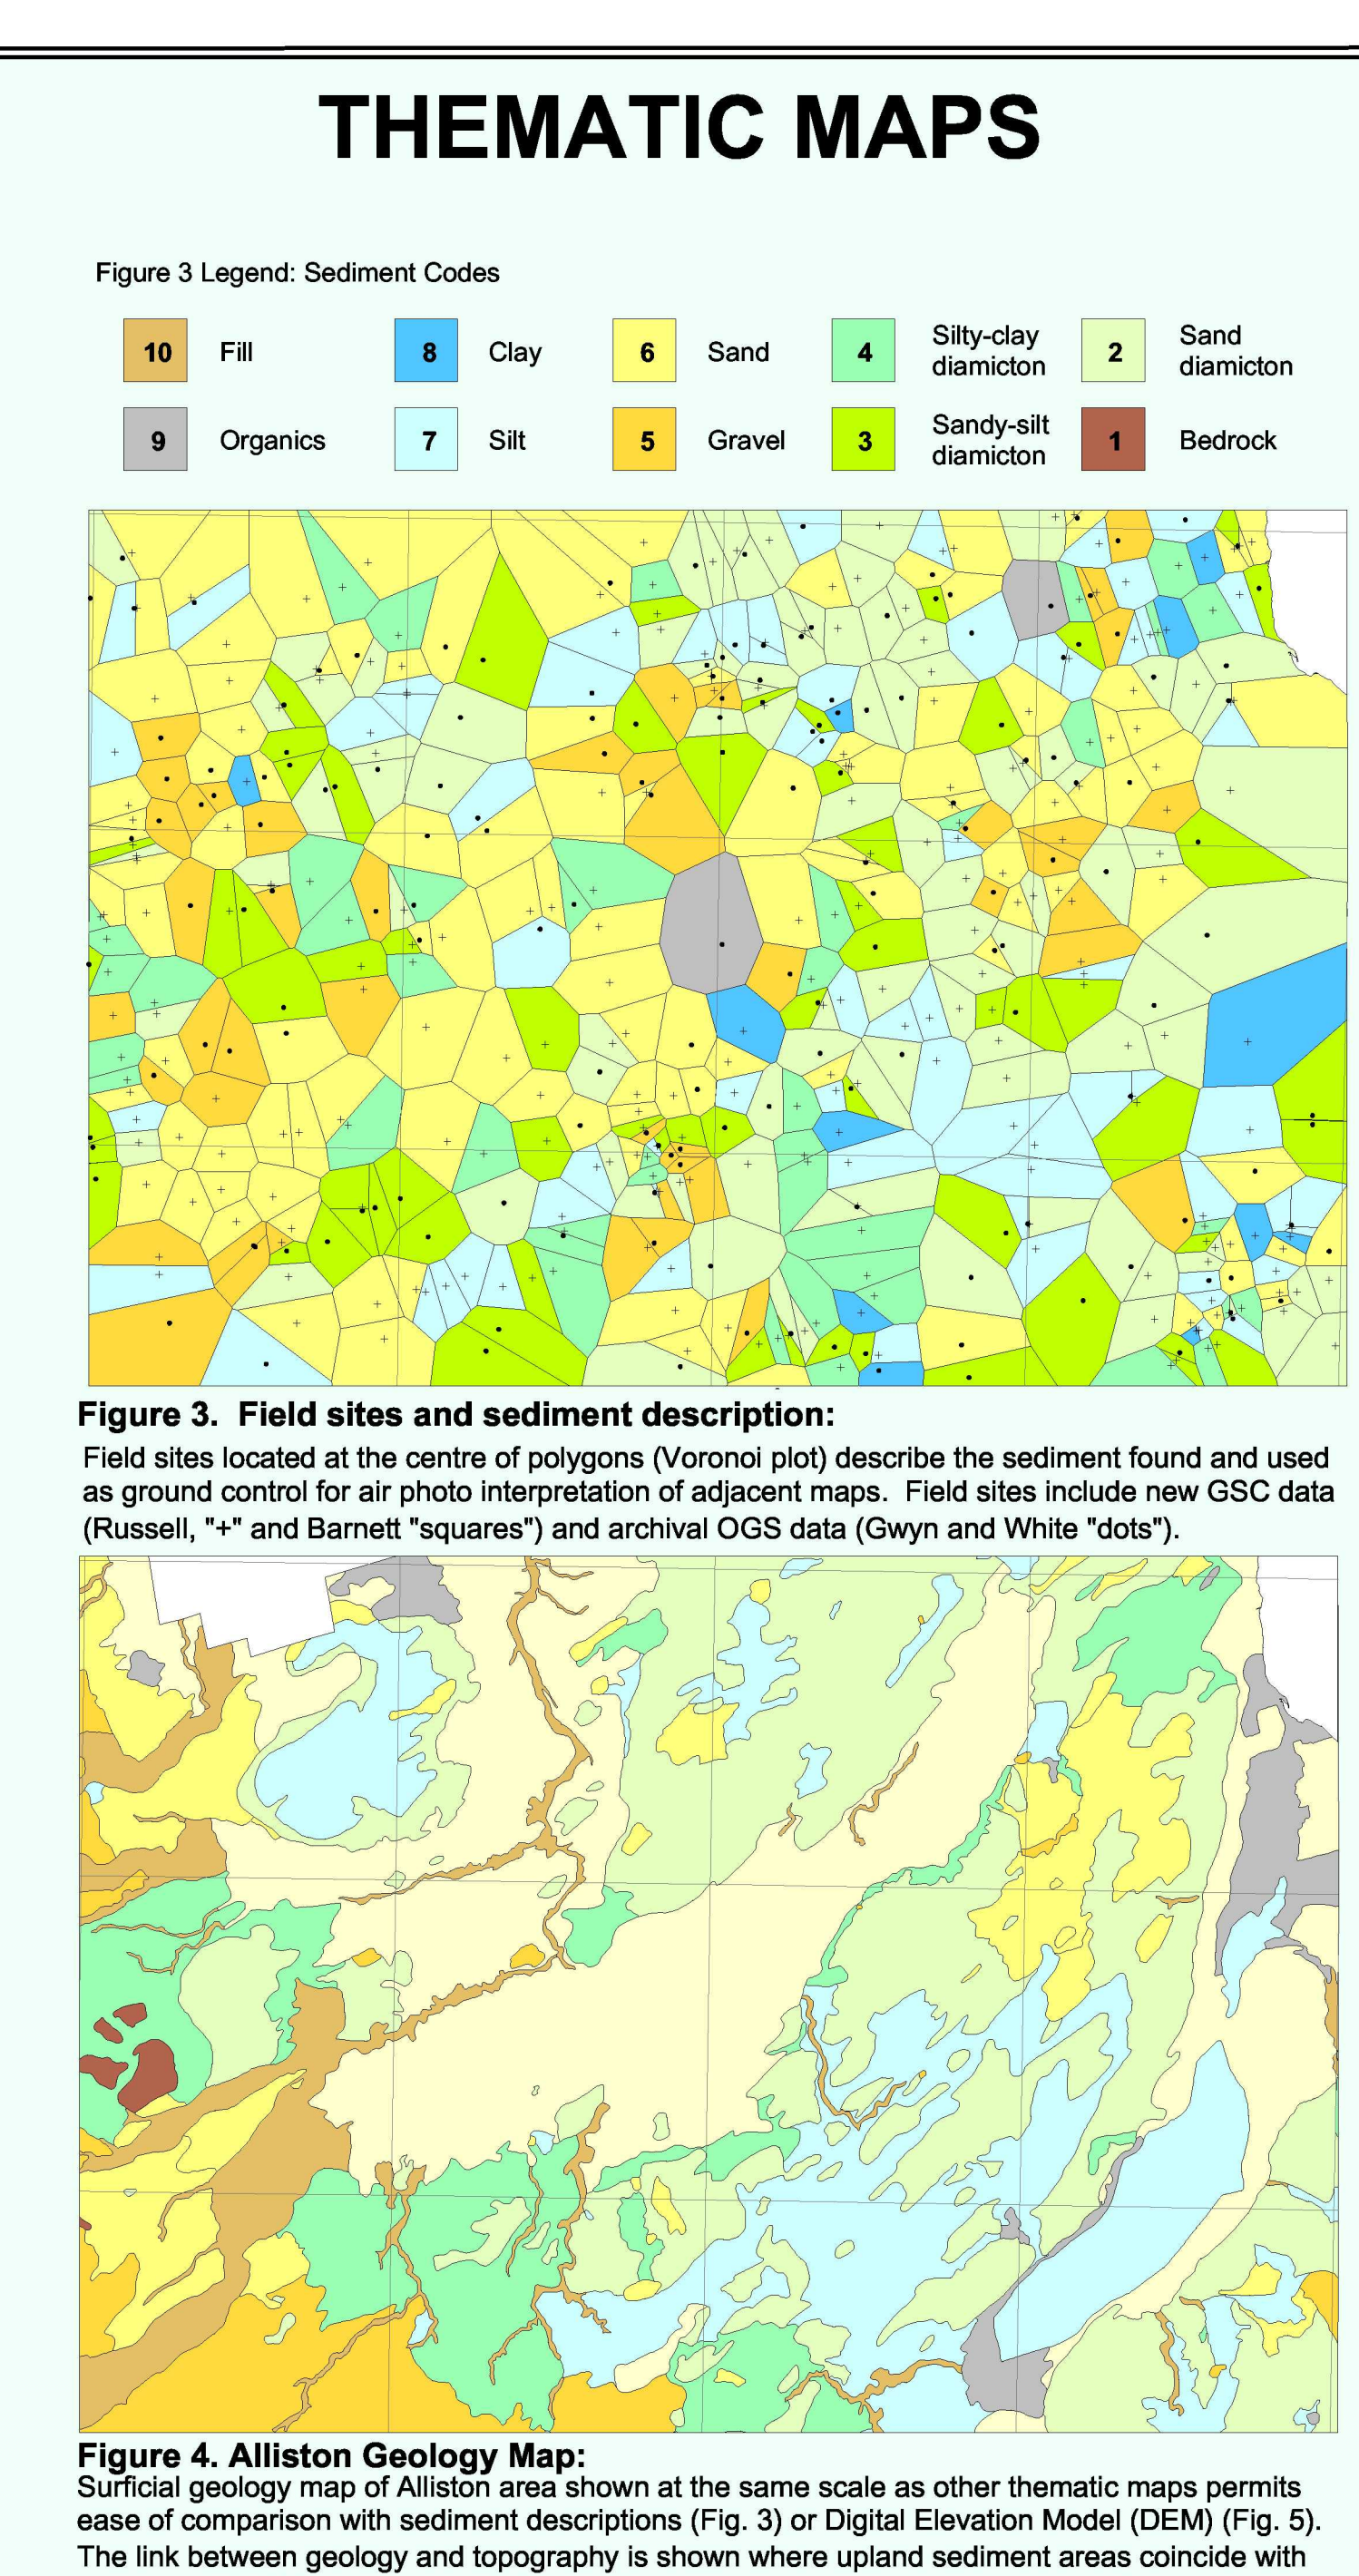 THEMATIC MAPS
Figure 3 Legend: Sediment Codes
10 Fill 8 Clay 6 Sand 4 Silty-clay diamicton 2 Sand diamicton
9 Organics 7 Silt 5 Gravel 3 Sandy-silt diamicton 1 Bedrock
Figure 3. Field sites and sediment description:
Field sites located at the centre of polygons (Voronoi plot) describe the sediment found and used
as ground control for air photo interpretation of adjacent maps. Field sites include new GSC data
(Russell, "+" and Barnett "squares") and archival OGS data (Gwyn and White "dots").
Figure 4. Alliston Geology Map:
Surficial geology map of Alliston area shown at the same scale as other thematic maps permits
ease of comparison with sediment descriptions (Fig. 3) or Digital Elevation Model (DEM) (Fig. 5).
The link between geology and topography is shown where upland sediment areas coincide with